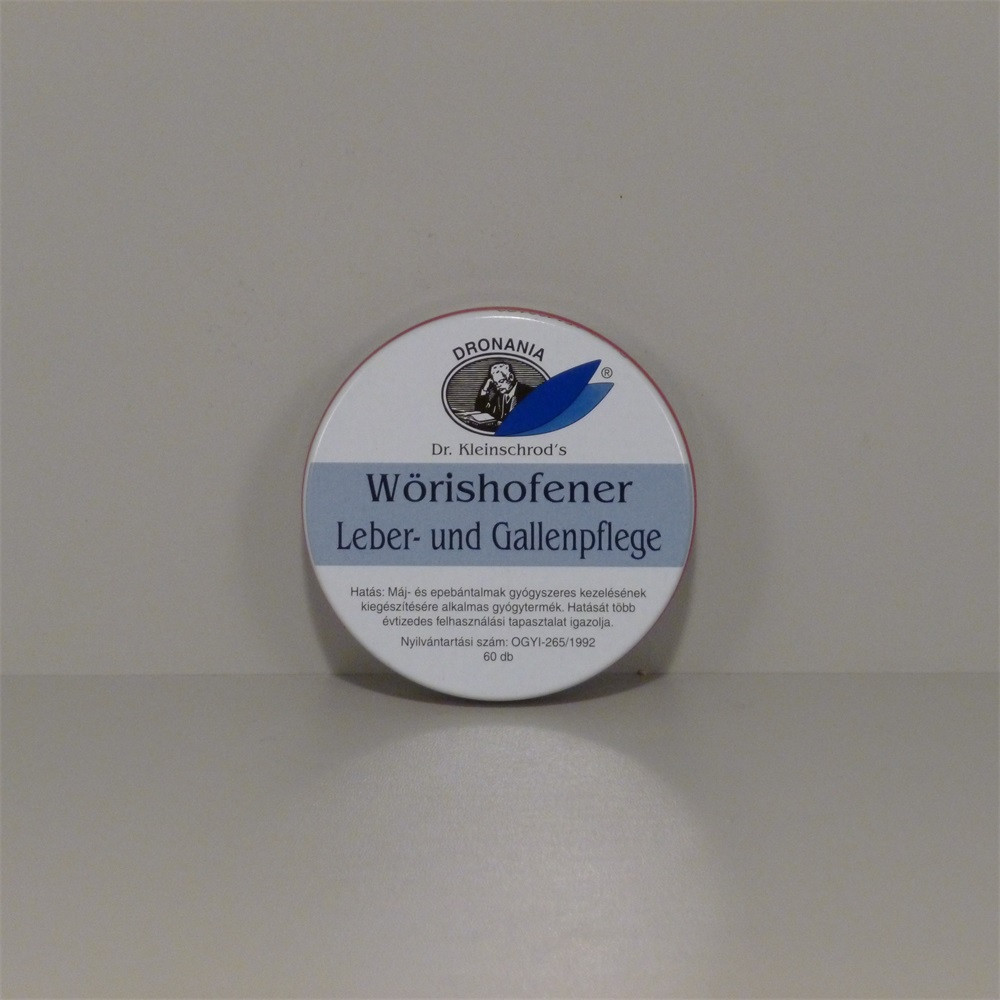 DRONANIA
®
Dr. Kleinschrod's
Wörishofener
Leber- und Gallenpflege
Hatás: Máj- és epebántalmak gyógyszeres kezelésének
kiegészítésére alkalmas gyógytermék. Hatását több
évtizedes felhasználási tapasztalat igazolja.
Nyilvántartási szám: OGYI-265/1992
60 db